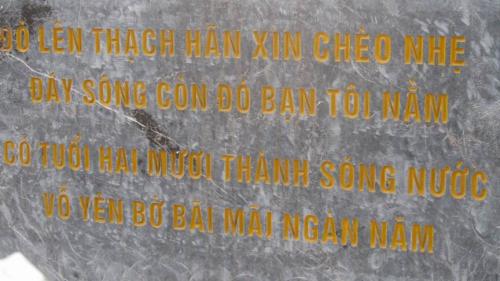 ĐÒ LÊN THẠCH HÃN XIN CHÈO NHẸ
ĐÁY SÔNG CÒN ĐÓ BẠN TÔI NẰM
CÓ TUỔI HAI MƯƠI THÀNH SÓNG NƯỚC
VỖ YÊN BỜ BÃI MÃI NGÀN NĂM